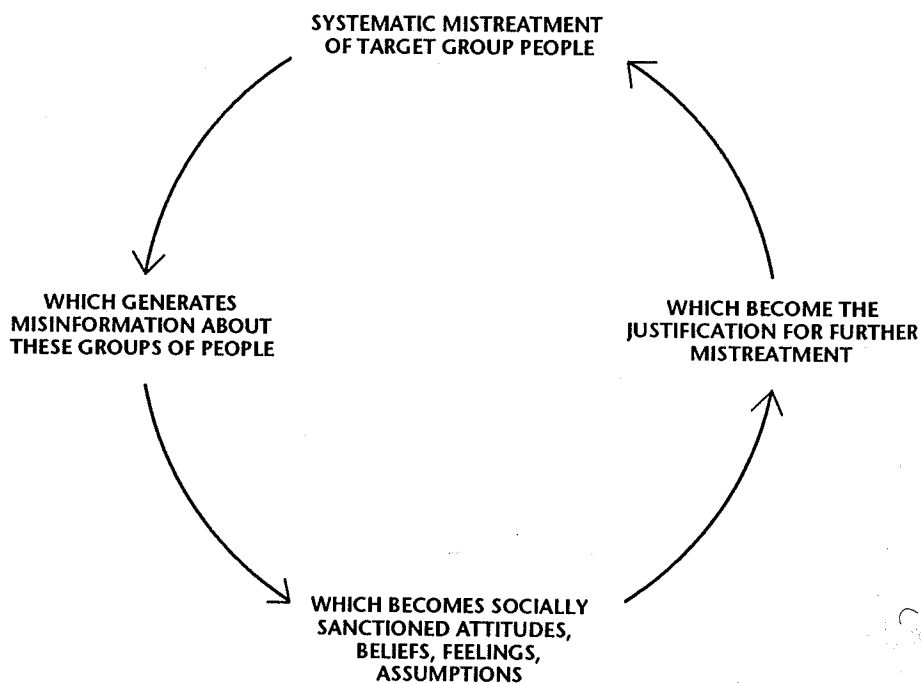 SYSTEMATIC MISTREATMENT
OF TARGET GROUP PEOPLE
WHICH GENERATES
MISINFORMATION ABOUT
THESE GROUPS OF PEOPLE
WHICH BECOMES SOCIALLY
SANCTIONED ATTITUDES,
BELIEFS, FEELINGS,
ASSUMPTIONS
WHICH BECOME THE
JUSTIFICATION FOR FURTHER
MISTREATMENT